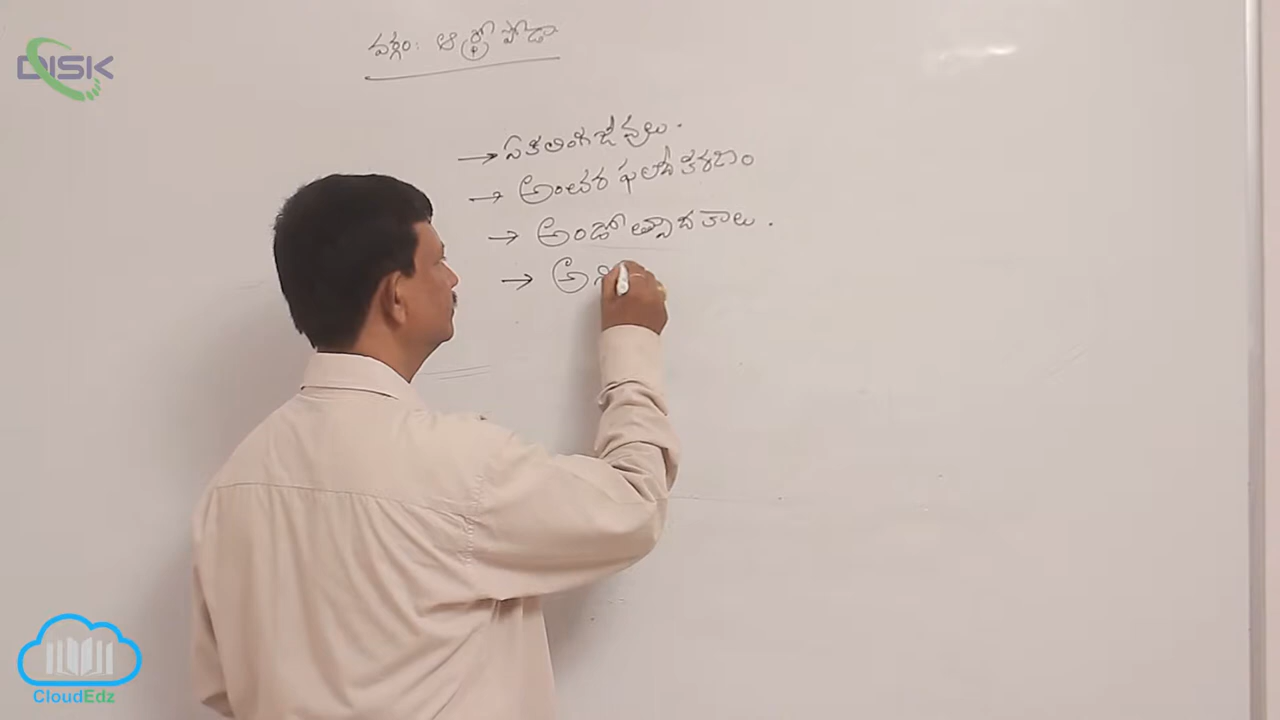 DISK
వర్గం: ఆర్థ్రోపోడా
→ ఏకలింగ జీవులు.
→ అంతర ఫలదీకరణం
→ అండోత్పాదకాలు.
→ అ
CloudEdz